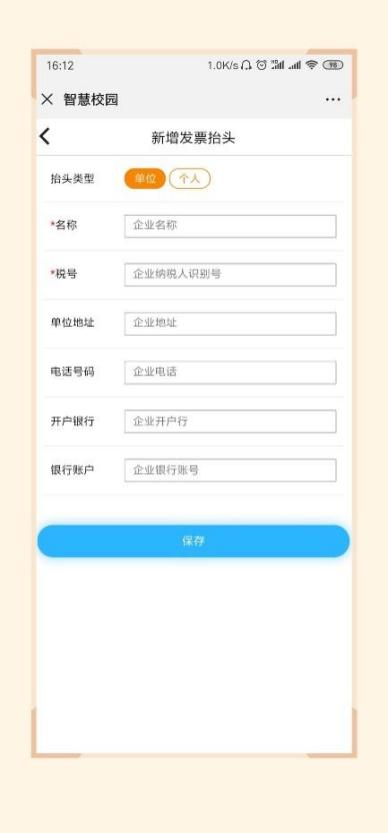 16:12
1.0K/s
98
智慧校园
新增发票抬头
抬头类型 单位 个人
*名称 企业名称
*税号 企业纳税人识别号
单位地址 企业地址
电话号码 企业电话
开户银行 企业开户行
银行账户 企业银行账号
保存